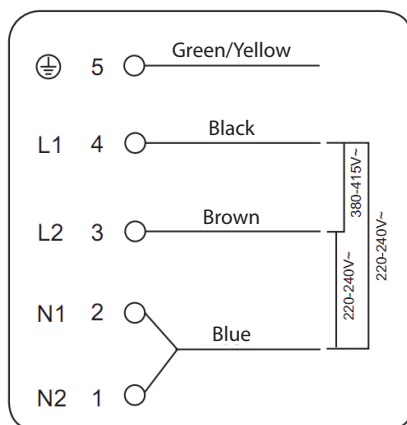 5 Green/Yellow
L1 4 Black
380-415V~
220-240V~
L2 3 Brown
220-240V~
N1 2
Blue
N2 1